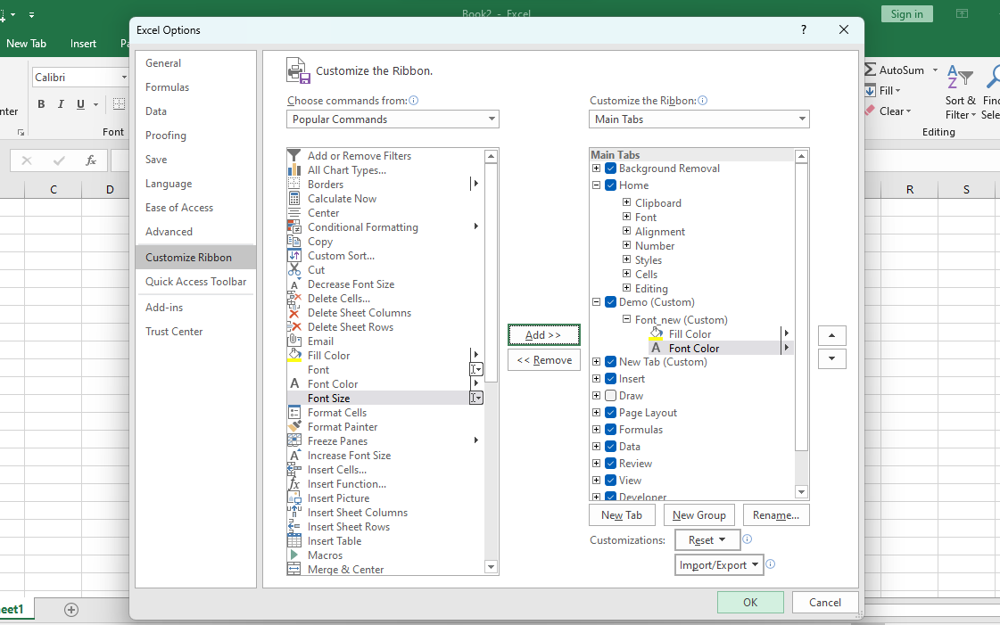 Book2 - Excel
Sign in
New Tab Insert
Calibri
B I U
Font
AutoSum
Fill
Clear
Sort &
Filter
Editing
C D R S
Excel Options
?
General
Formulas
Data
Proofing
Save
Language
Ease of Access
Advanced
Customize Ribbon
Quick Access Toolbar
Add-ins
Trust Center
Customize the Ribbon.
Choose commands from:
Popular Commands
Add or Remove Filters
All Chart Types...
Borders
Calculate Now
Center
Conditional Formatting
Copy
Custom Sort...
Cut
Decrease Font Size
Delete Cells...
Delete Sheet Columns
Delete Sheet Rows
Email
Fill Color
Font
Font Color
Font Size
Format Cells
Format Painter
Freeze Panes
Increase Font Size
Insert Cells...
Insert Function...
Insert Picture
Insert Sheet Columns
Insert Sheet Rows
Insert Table
Macros
Merge & Center
Add >>
<< Remove
Customize the Ribbon:
Main Tabs
Main Tabs
Background Removal
Home
Clipboard
Font
Alignment
Number
Styles
Cells
Editing
Demo (Custom)
Font_new (Custom)
Fill Color
Font Color
New Tab (Custom)
Insert
Draw
Page Layout
Formulas
Data
Review
View
Developer
New Tab New Group Rename...
Customizations: Reset
Import/Export
OK Cancel